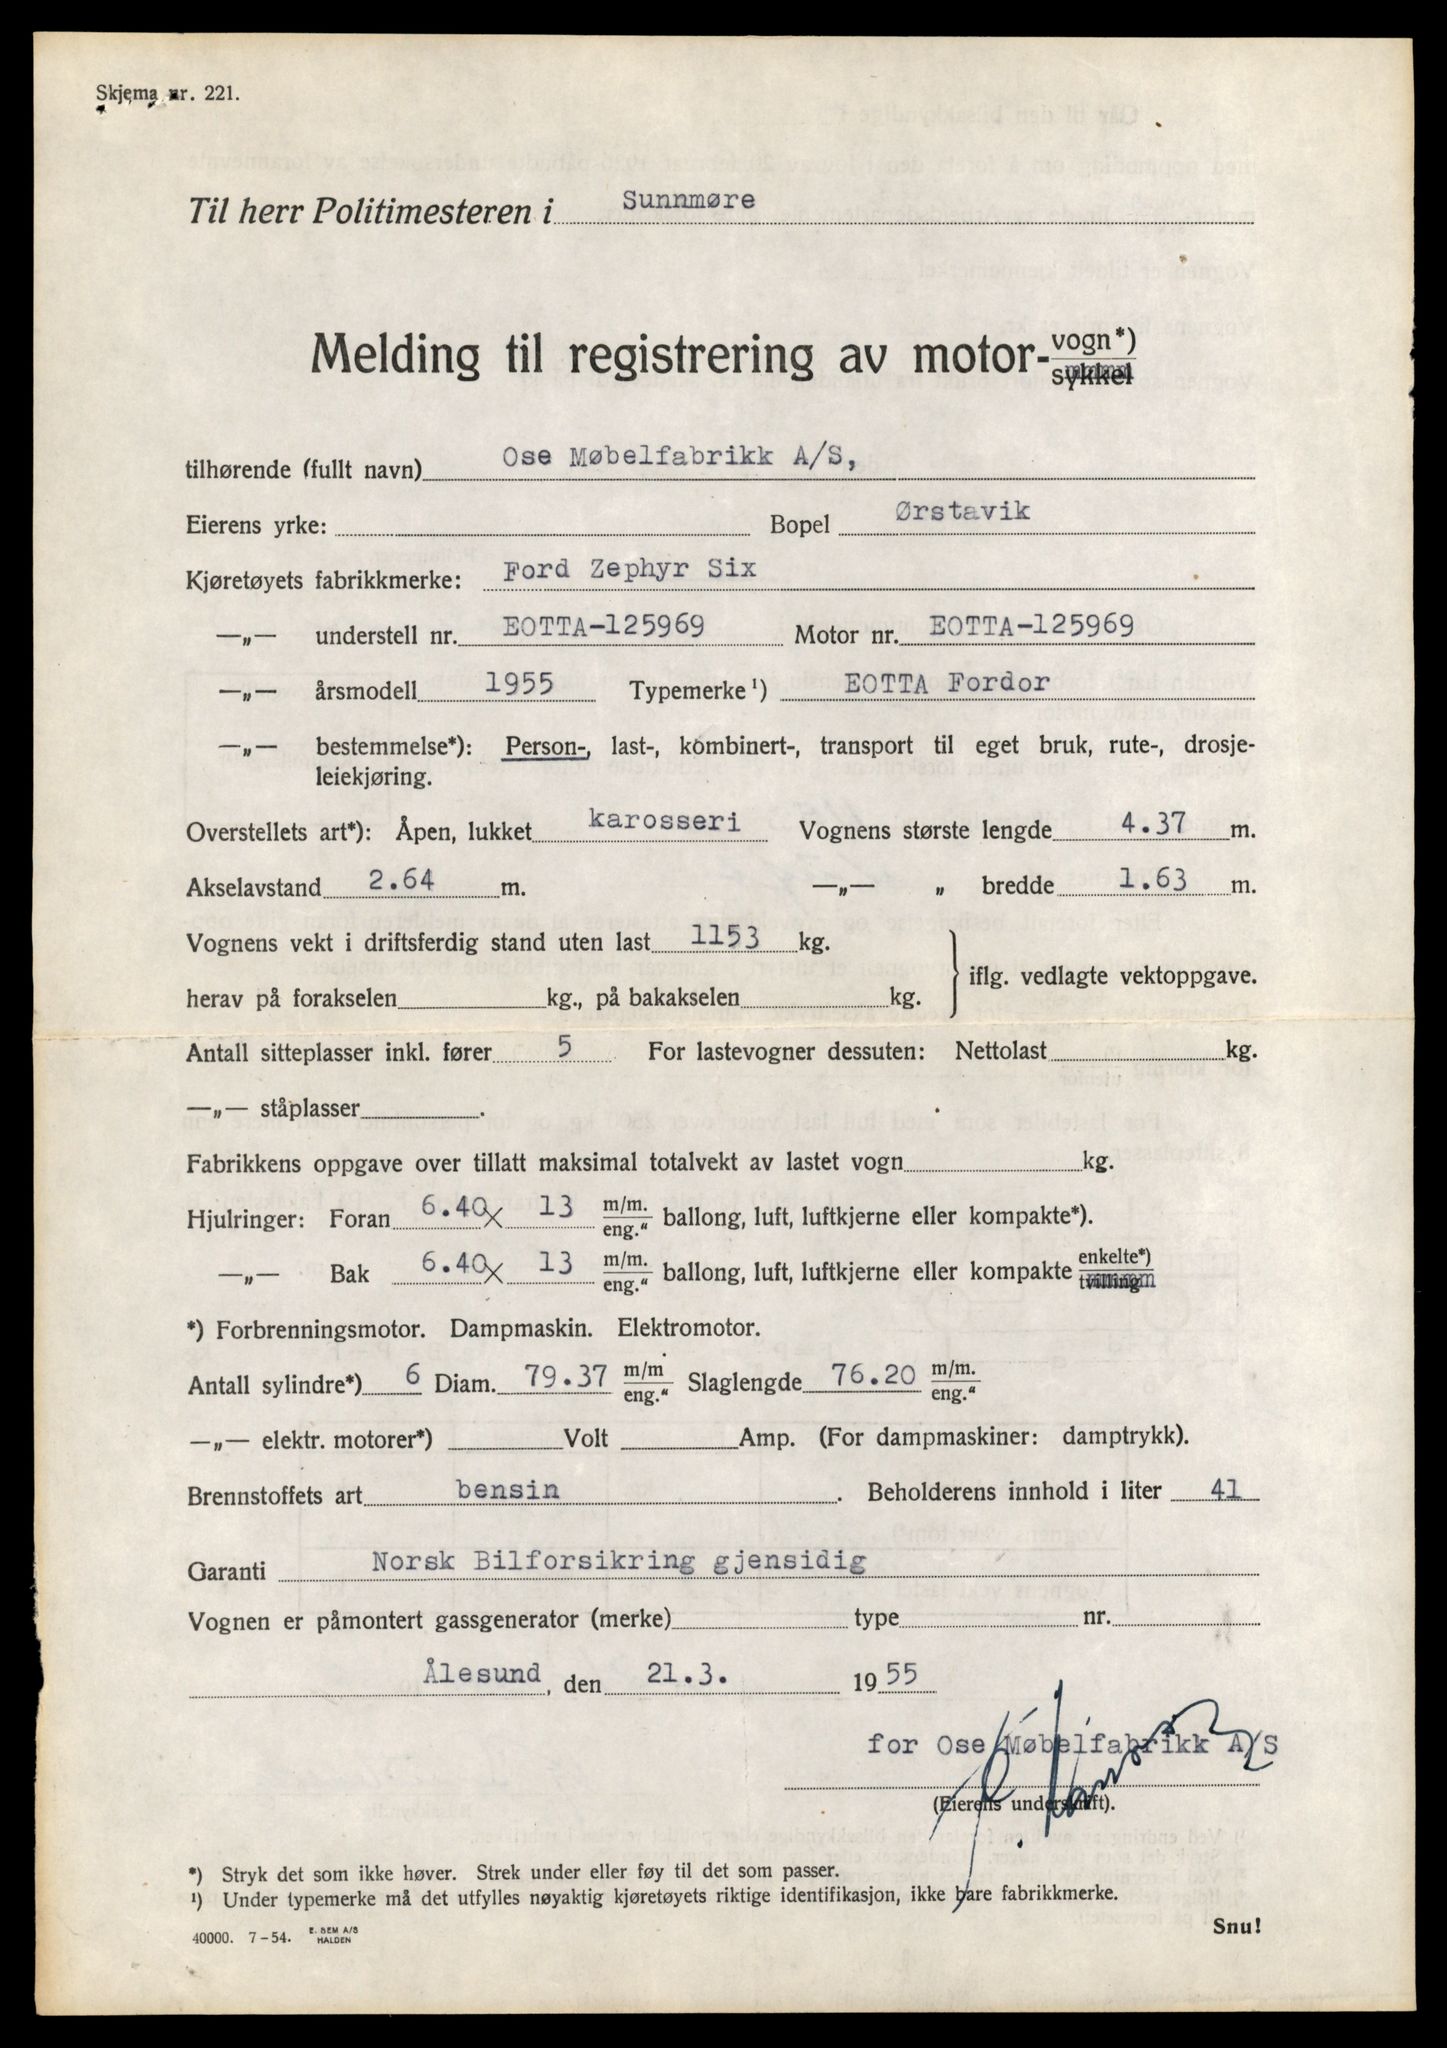 Skjema nr. 221.
Til herr Politimesteren i Sunnmøre
Melding til registrering av motor- vogn*)
sykkel
tilhørende (fullt navn) Ose Møbelfabrikk A/S,
Eierens yrke: Bopel Ørstavik
Kjøretøyets fabrikkmerke: Ford Zephyr Six
—„— understell nr. EOTTA-125969 Motor nr. EOTTA-125969
—„— årsmodell 1955 Typemerke¹) EOTTA Fordor
—„— bestemmelse*): Person-, last-, kombinert-, transport til eget bruk, rute-, drosje-
leiekjøring.
Overstellets art*): Åpen, lukket karosseri Vognens største lengde 4.37 m.
Akselavstand 2.64 m. —„— „ bredde 1.63 m.
Vognens vekt i driftsferdig stand uten last 1153 kg.
herav på forakselen kg., på bakakselen kg. } iflg. vedlagte vektoppgave.
Antall sitteplasser inkl. fører 5 For lastevogner dessuten: Nettolast kg.
—„— ståplasser .
Fabrikkens oppgave over tillatt maksimal totalvekt av lastet vogn kg.
Hjulringer: Foran 6.40 × 13 m/m. eng.“ ballong, luft, luftkjerne eller kompakte*).
—„— Bak 6.40 × 13 m/m. eng.“ ballong, luft, luftkjerne eller kompakte enkelte*) tvilling
*) Forbrenningsmotor. Dampmaskin. Elektromotor.
Antall sylindre*) 6 Diam. 79.37 m/m eng.“ Slaglengde 76.20 m/m. eng.“
—„— elektr. motorer*) Volt Amp. (For dampmaskiner: damptrykk).
Brennstoffets art bensin . Beholderens innhold i liter 41
Garanti Norsk Bilforsikring gjensidig
Vognen er påmontert gassgenerator (merke) type nr.
Ålesund, den 21.3. 1955
for Ose Møbelfabrikk A/S
(Eierens underskrift).
*) Stryk det som ikke høver. Strek under eller føy til det som passer.
¹) Under typemerke må det utfylles nøyaktig kjøretøyets riktige identifikasjon, ikke bare fabrikkmerke.
40000. 7-54. E. SEM A/S HALDEN
Snu!